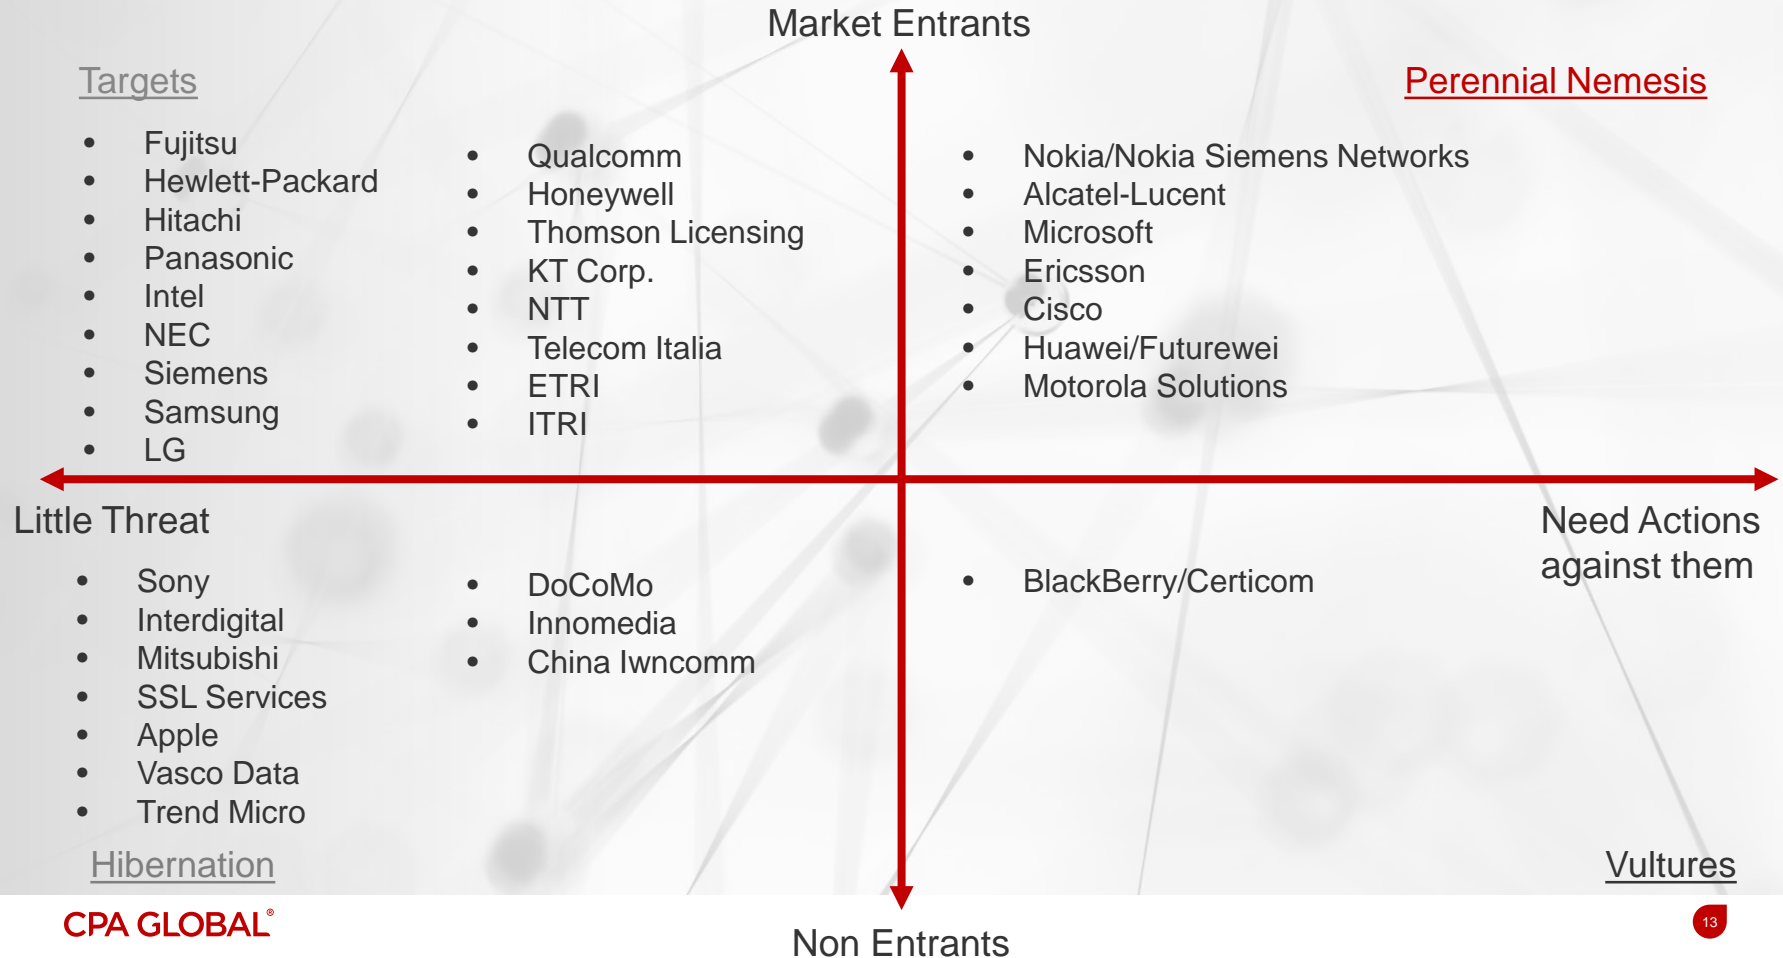 Market Entrants
Targets
Perennial Nemesis
• Fujitsu
• Hewlett-Packard
• Hitachi
• Panasonic
• Intel
• NEC
• Siemens
• Samsung
• LG
• Qualcomm
• Honeywell
• Thomson Licensing
• KT Corp.
• NTT
• Telecom Italia
• ETRI
• ITRI
• Nokia/Nokia Siemens Networks
• Alcatel-Lucent
• Microsoft
• Ericsson
• Cisco
• Huawei/Futurewei
• Motorola Solutions
Little Threat
Need Actions
against them
• Sony
• Interdigital
• Mitsubishi
• SSL Services
• Apple
• Vasco Data
• Trend Micro
• DoCoMo
• Innomedia
• China Iwncomm
• BlackBerry/Certicom
Hibernation
Vultures
CPA GLOBAL®
13
Non Entrants